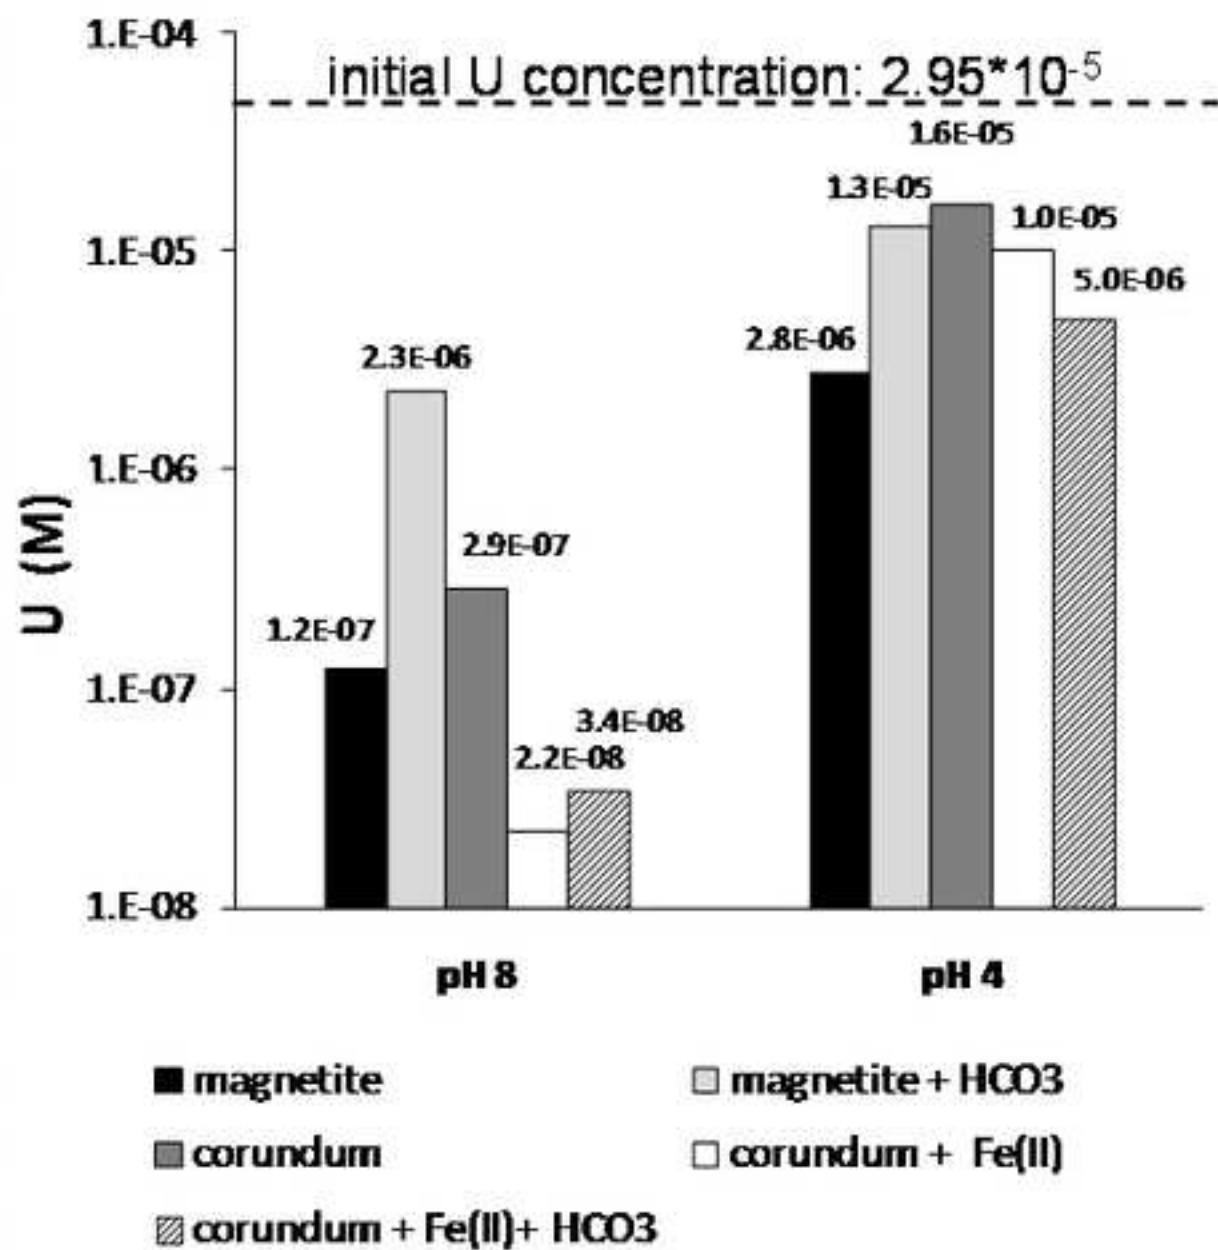 1.E-04
initial U concentration: 2.95*10-5
1.6E-05
1.3E-05
1.0E-05
1.E-05
5.0E-06
2.8E-06
2.3E-06
1.E-06
2.9E-07
U (M)
1.2E-07
1.E-07
3.4E-08
2.2E-08
1.E-08
pH 8
pH 4
magnetite
magnetite + HCO3
corundum
corundum + Fe(II)
corundum + Fe(II)+ HCO3